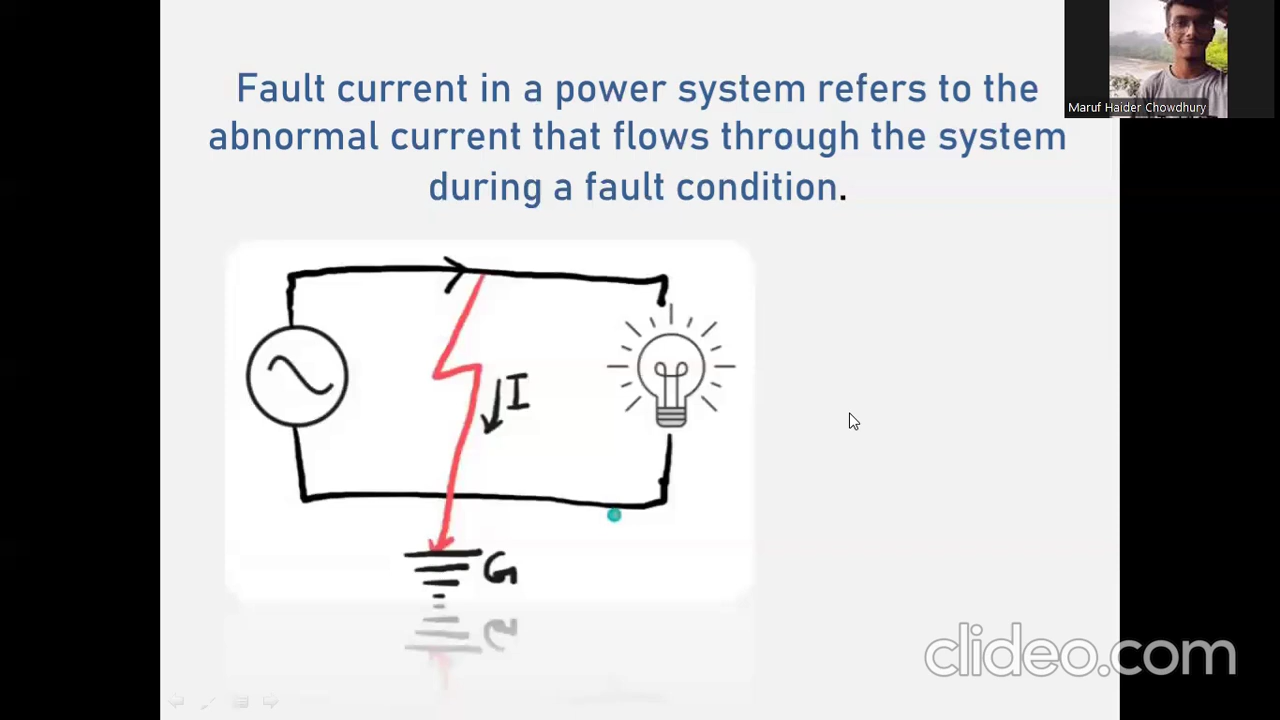 Fault current in a power system refers to the
abnormal current that flows through the system
during a fault condition.
Maruf Haider Chowdhury
I
G
clideo.com